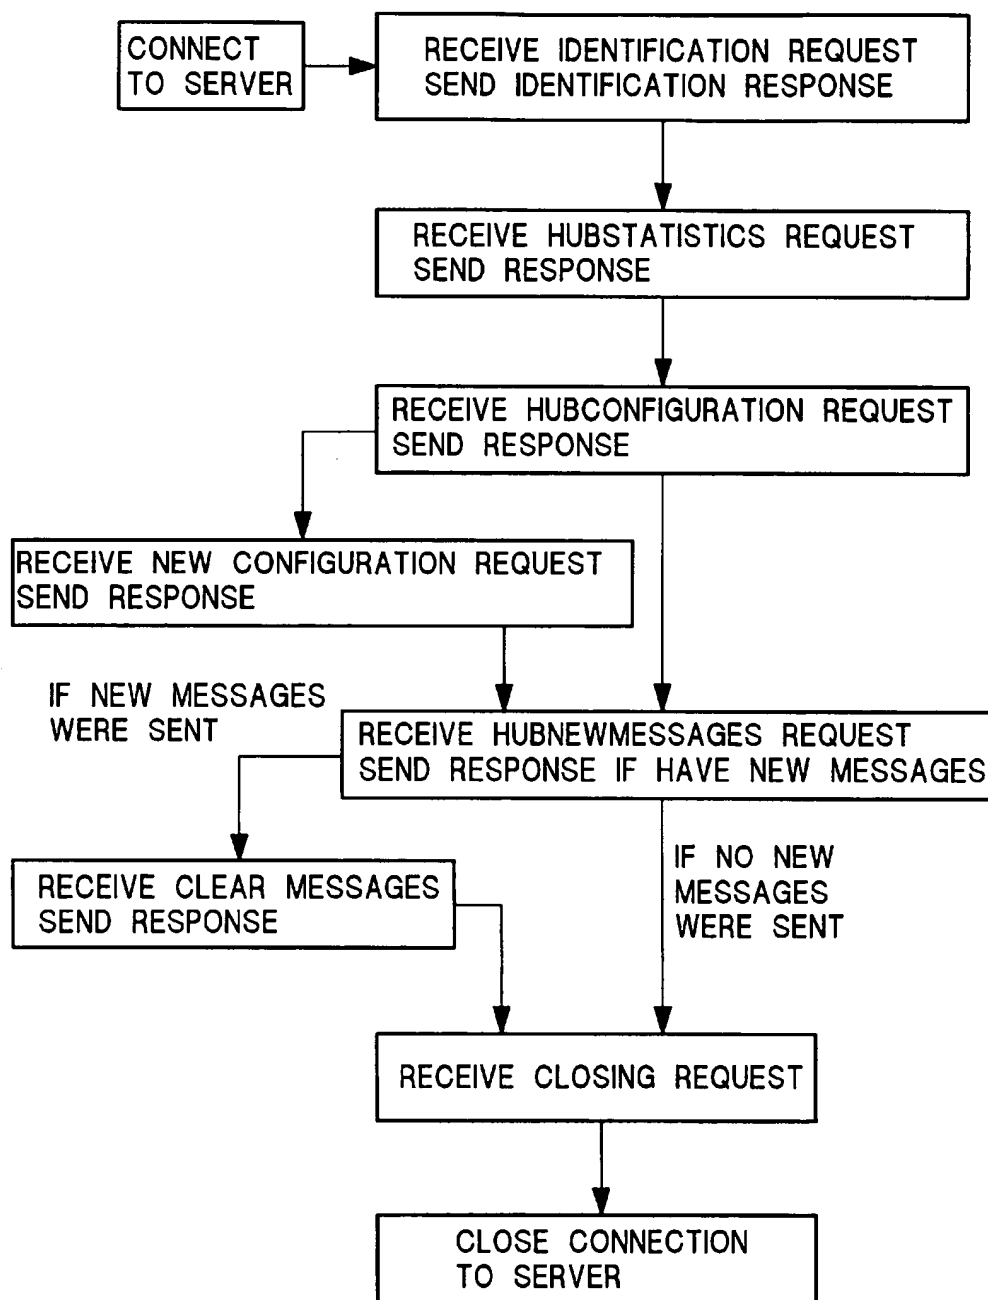 CONNECT
TO SERVER
RECEIVE IDENTIFICATION REQUEST
SEND IDENTIFICATION RESPONSE
RECEIVE HUBSTATISTICS REQUEST
SEND RESPONSE
RECEIVE HUBCONFIGURATION REQUEST
SEND RESPONSE
RECEIVE NEW CONFIGURATION REQUEST
SEND RESPONSE
IF NEW MESSAGES
WERE SENT
RECEIVE HUBNEWMESSAGES REQUEST
SEND RESPONSE IF HAVE NEW MESSAGES
RECEIVE CLEAR MESSAGES
SEND RESPONSE
IF NO NEW
MESSAGES
WERE SENT
RECEIVE CLOSING REQUEST
CLOSE CONNECTION
TO SERVER